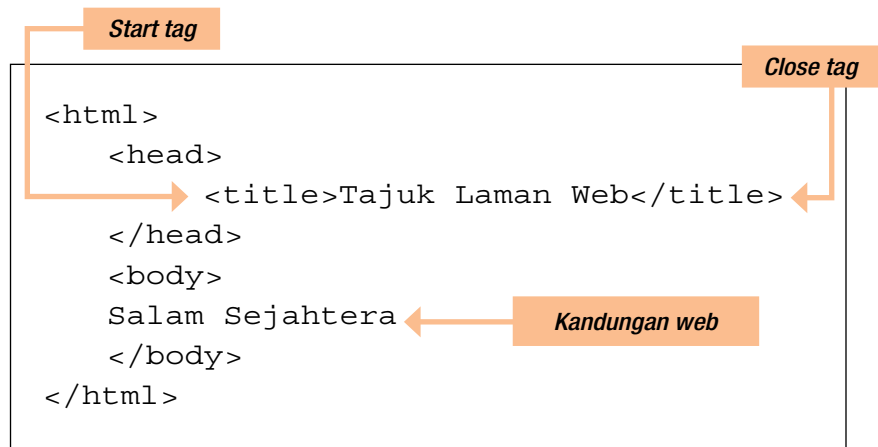 Start tag
Close tag
<html>
<head>
<title>Tajuk Laman Web</title>
</head>
<body>
Salam Sejahtera
Kandungan web
</body>
</html>